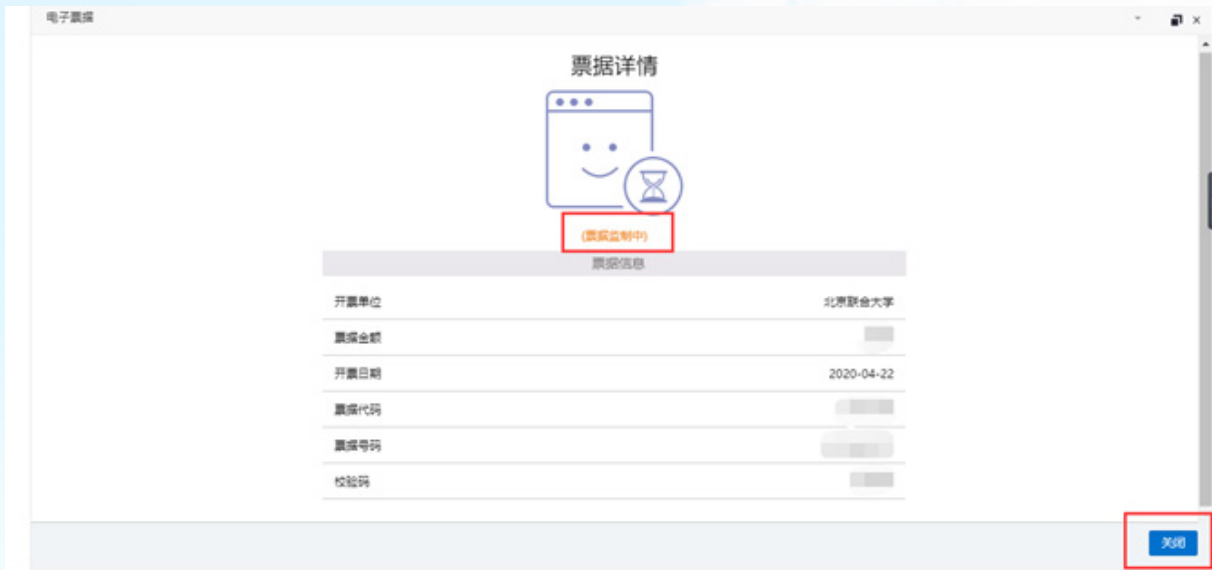 电子票据
票据详情
(票据监制中)
票据信息
开票单位 北京联合大学
票据金额
开票日期 2020-04-22
票据代码
票据号码
校验码
关闭